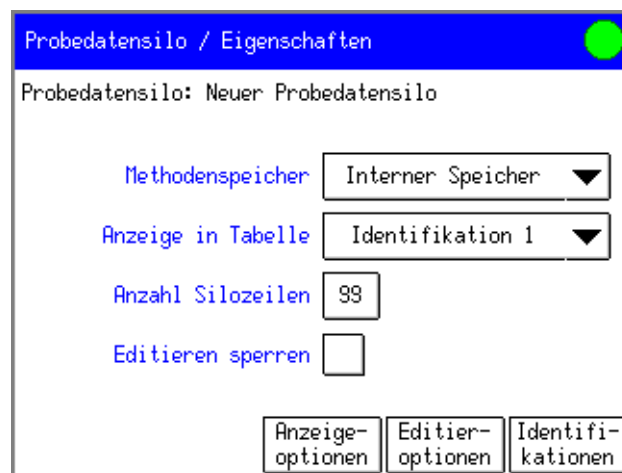 Probedatensilo / Eigenschaften
Probedatensilo: Neuer Probedatensilo
Methodenspeicher Interner Speicher
Anzeige in Tabelle Identifikation 1
Anzahl Silozeilen 99
Editieren sperren
Anzeige- Editier- Identifi-
optionen optionen kationen